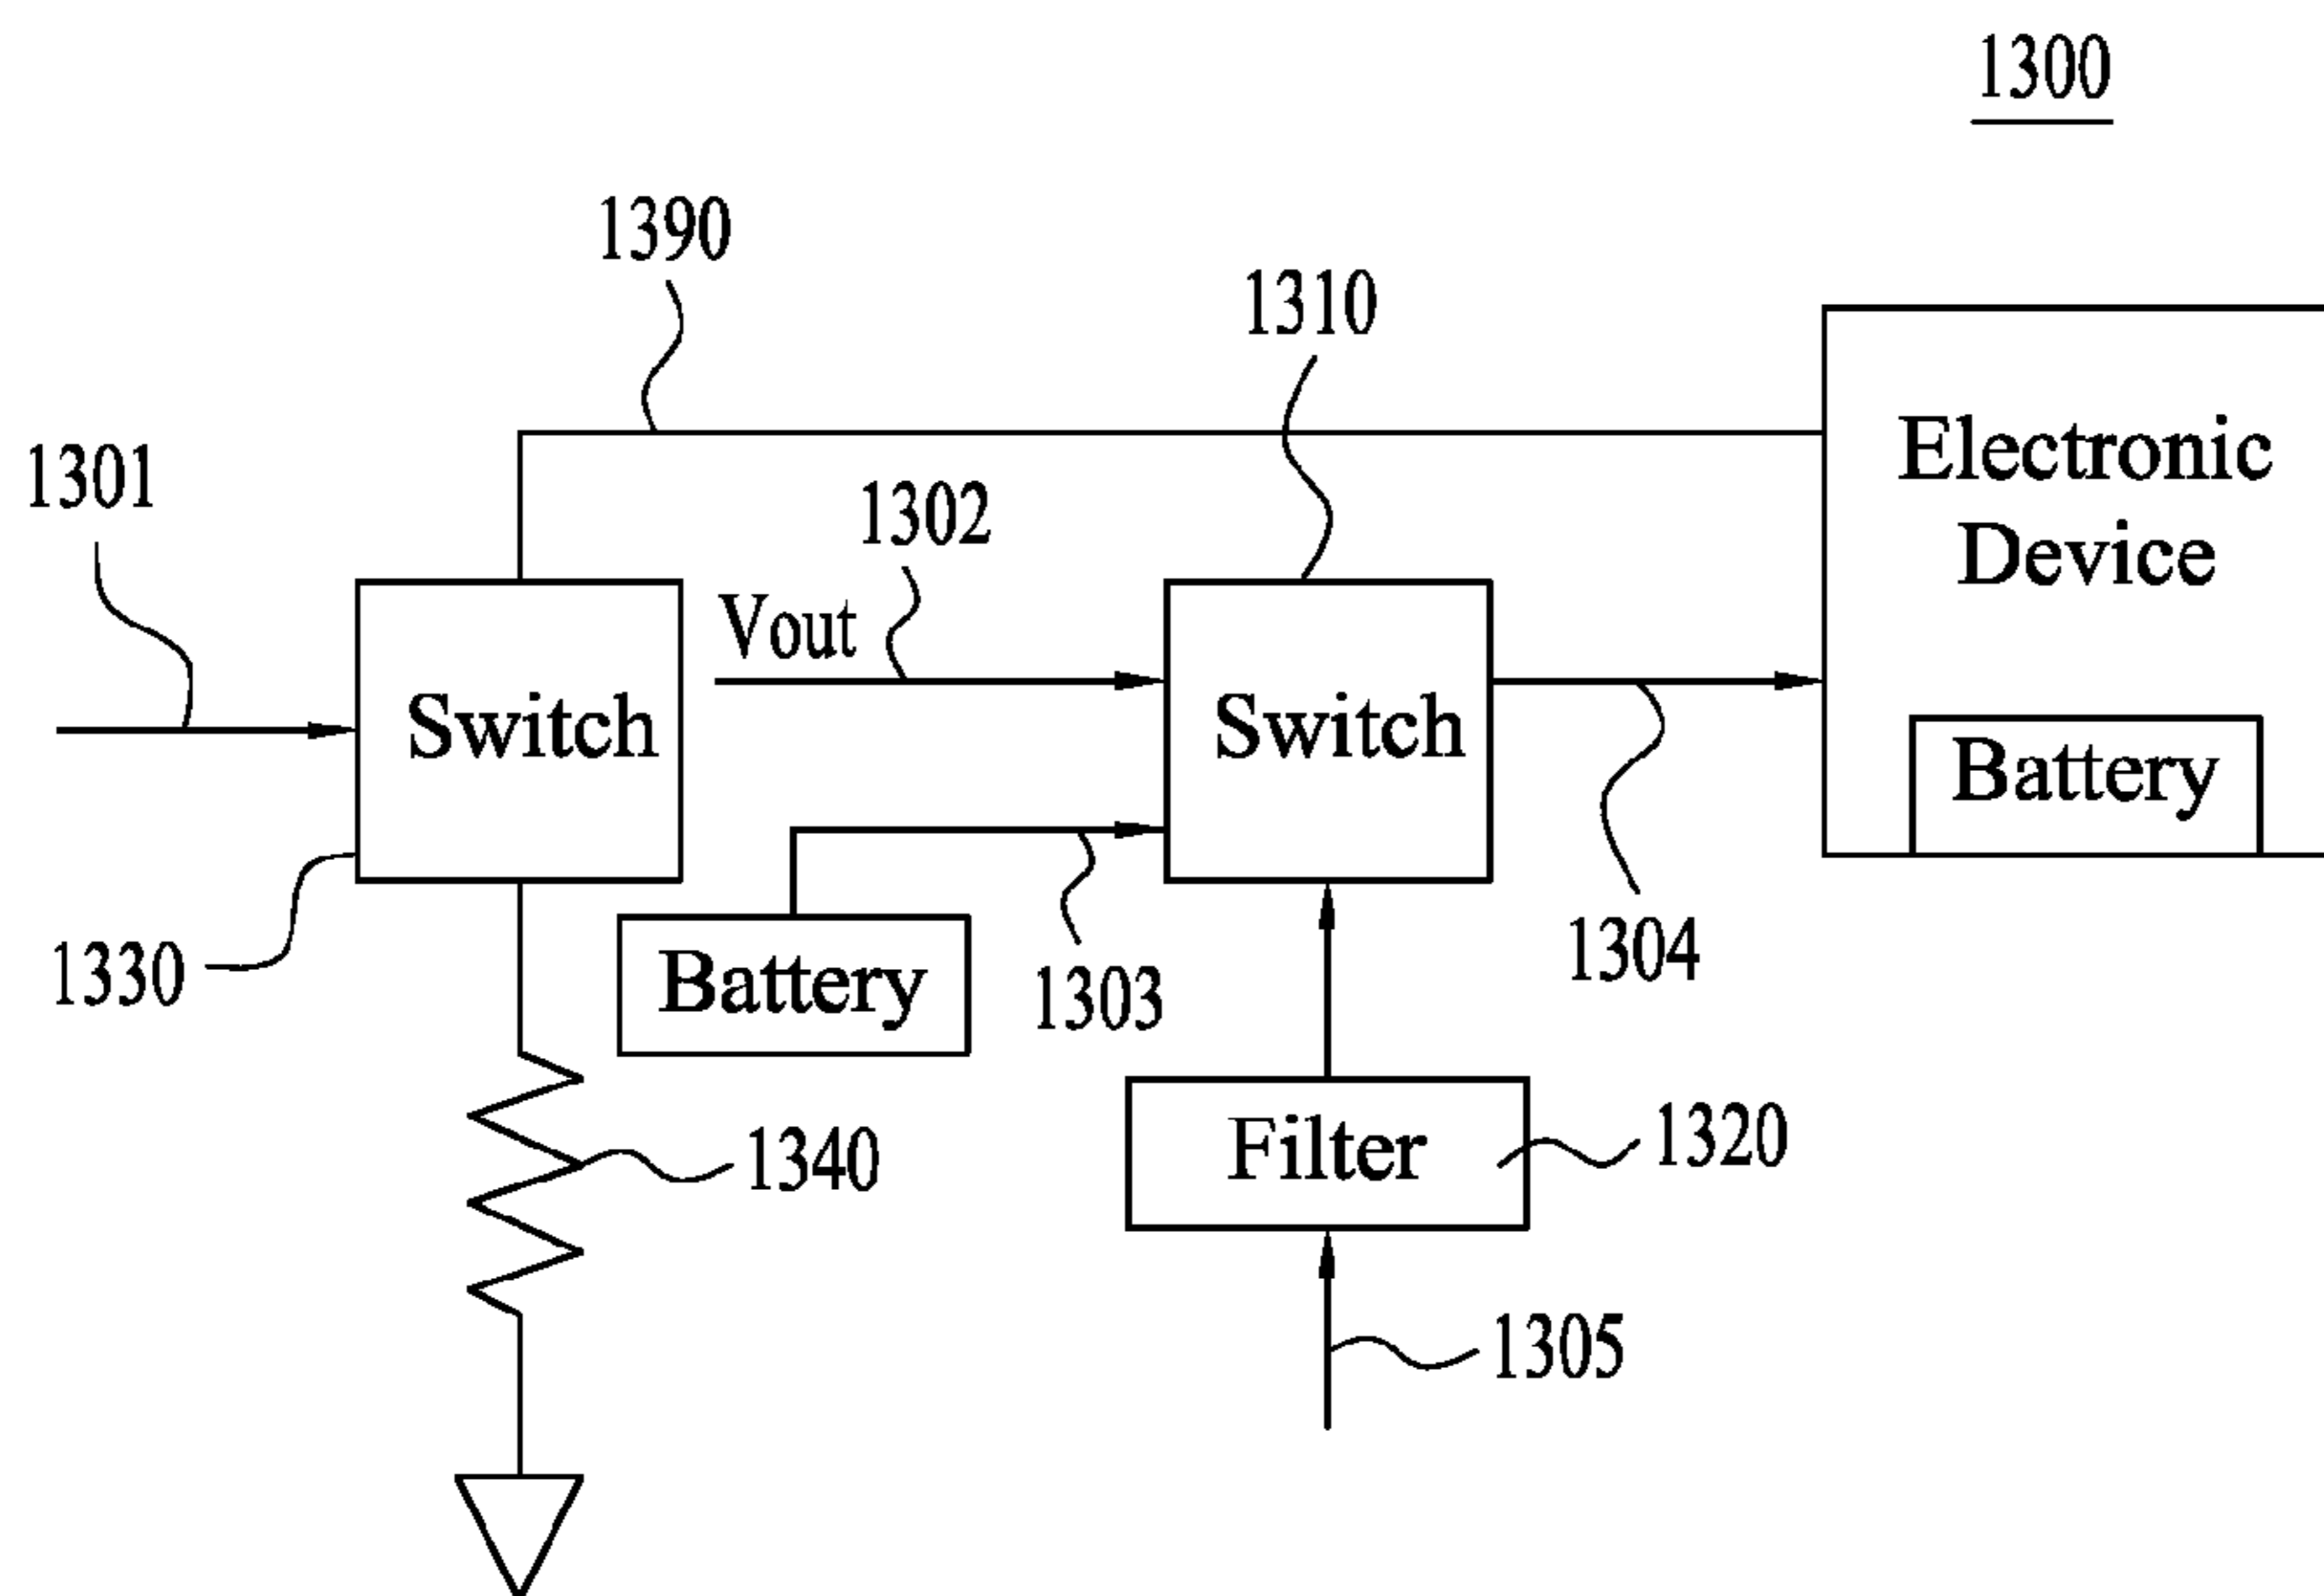 1300
1390
1310
1301
1302
Electronic
Device
Vout
Switch
Switch
Battery
1330
Battery
1303
1304
1340
Filter
1320
1305